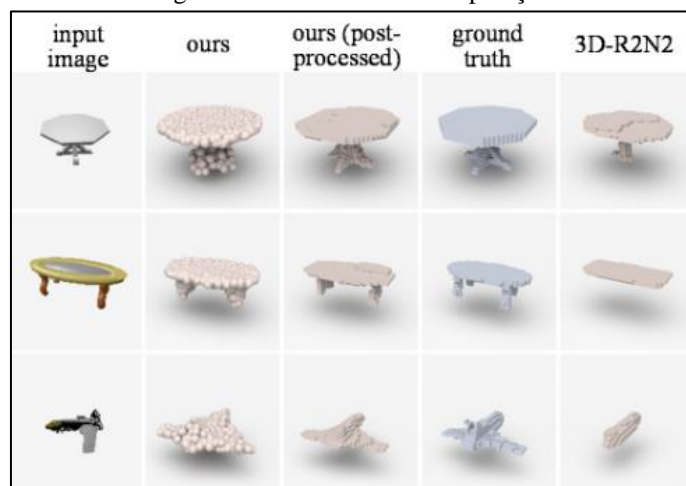 input
image
ours
ours (post-
processed)
ground
truth
3D-R2N2